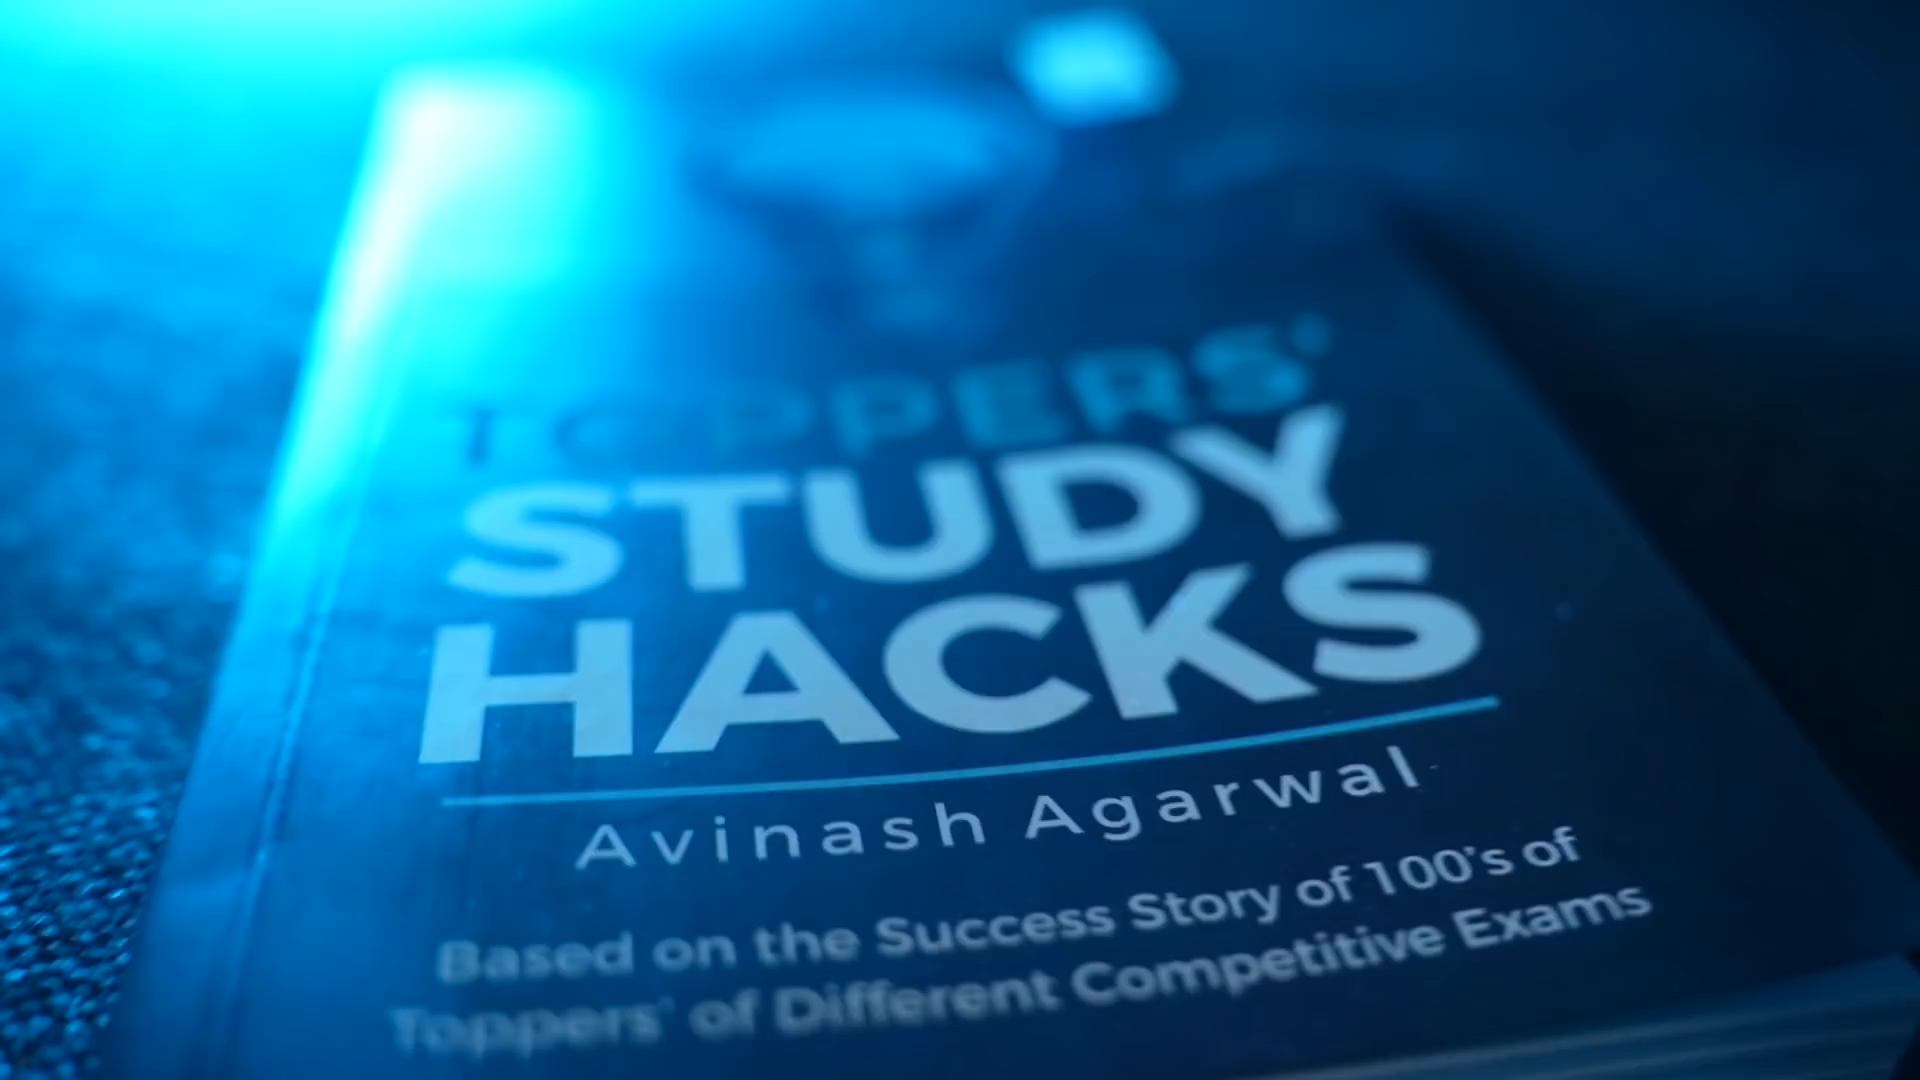 TOPPERS'
STUDY
HACKS
Avinash Agarwal
Based on the Success Story of 100's of
Toppers' of Different Competitive Exams